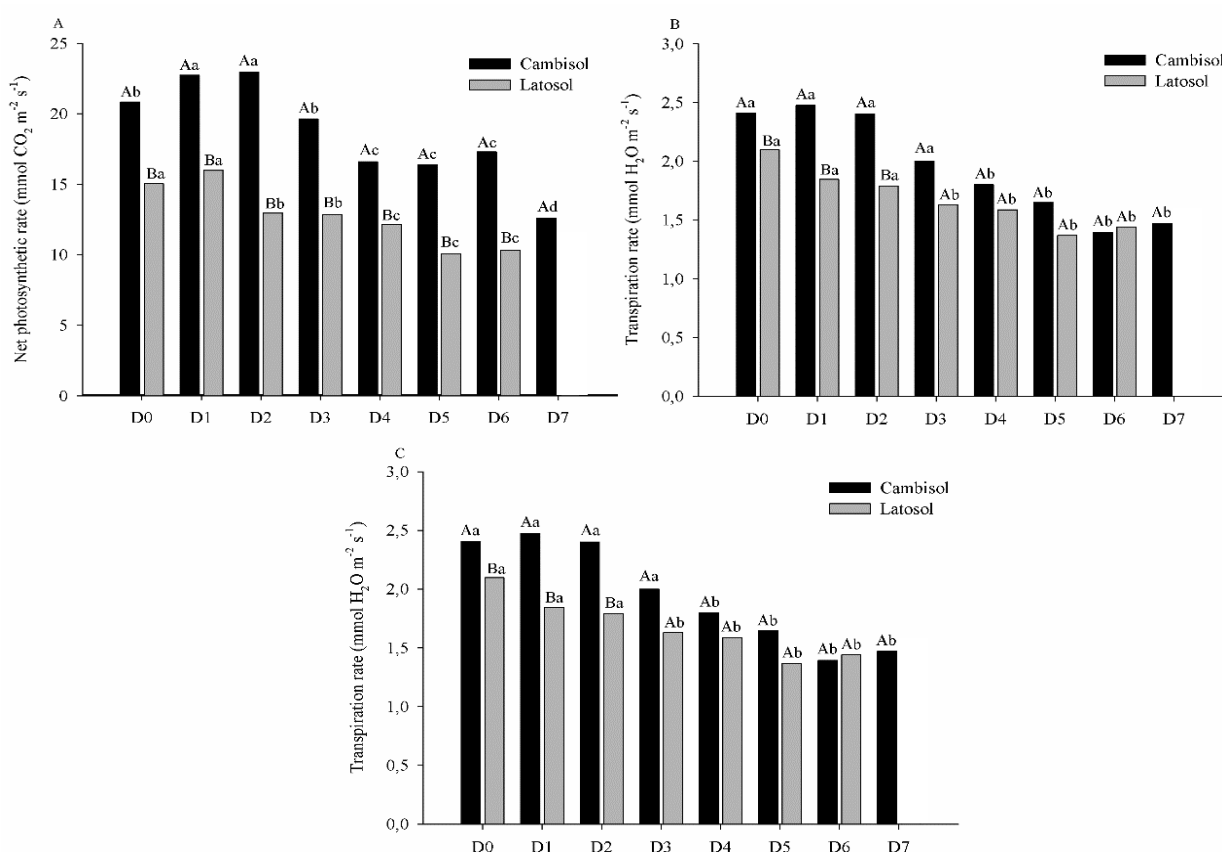 A
Net photosynthetic rate (mmol CO₂ m⁻² s⁻¹)
25
20
15
10
5
0
Cambisol
Latosol
Ab Aa Aa Ab Ac Ac Ac Ad
Ba Ba Bb Bb Bc Bc Bc
D0 D1 D2 D3 D4 D5 D6 D7
B
Transpiration rate (mmol H₂O m⁻² s⁻¹)
3,0
2,5
2,0
1,5
1,0
0,5
0,0
Cambisol
Latosol
Aa Aa Aa Aa Ab Ab Ab Ab
Ba Ba Ba Ab Ab Ab Ab
D0 D1 D2 D3 D4 D5 D6 D7
C
Transpiration rate (mmol H₂O m⁻² s⁻¹)
3,0
2,5
2,0
1,5
1,0
0,5
0,0
Cambisol
Latosol
Aa Aa Aa Aa Ab Ab Ab Ab
Ba Ba Ba Ab Ab Ab Ab
D0 D1 D2 D3 D4 D5 D6 D7